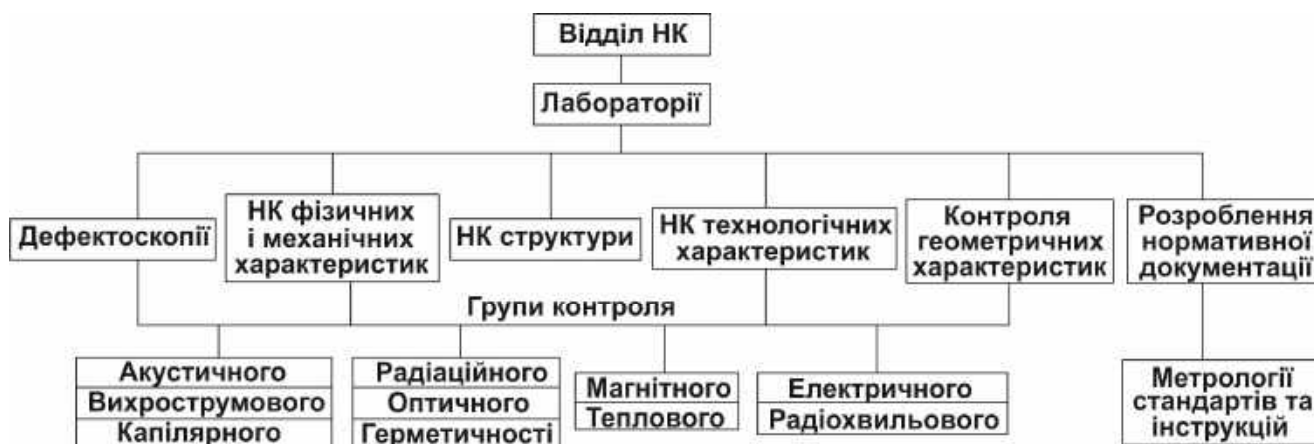 Відділ НК
Лабораторії
Дефектоскопії
НК фізичних
і механічних
характеристик
НК структури
НК технологічних
характеристик
Контроля
геометричних
характеристик
Розроблення
нормативної
документації
Групи контроля
Акустичного
Вихрострумового
Капілярного
Радіаційного
Оптичного
Герметичності
Магнітного
Теплового
Електричного
Радіохвильового
Метрології
стандартів та
інструкцій